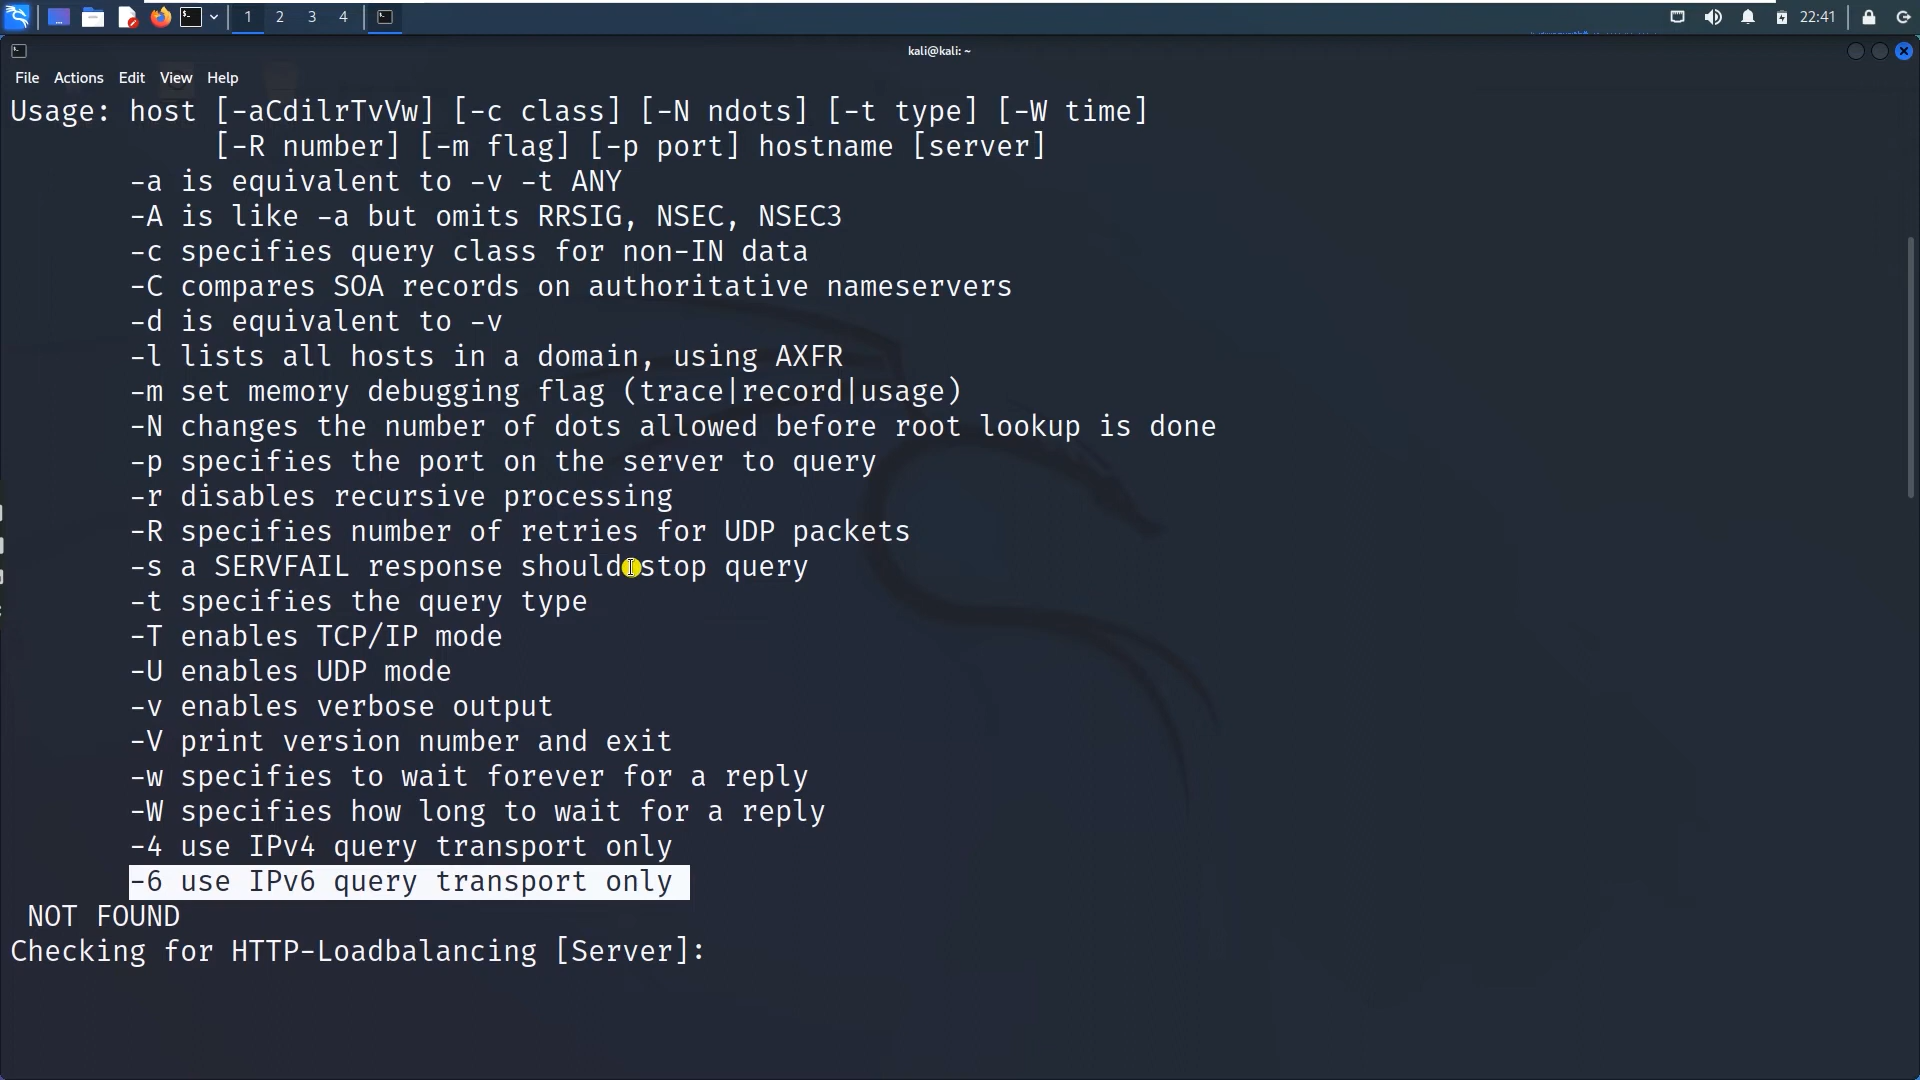 1 2 3 4 22:41
kali@kali: ~
File Actions Edit View Help
Usage: host [-aCdilrTvVw] [-c class] [-N ndots] [-t type] [-W time]
[-R number] [-m flag] [-p port] hostname [server]
-a is equivalent to -v -t ANY
-A is like -a but omits RRSIG, NSEC, NSEC3
-c specifies query class for non-IN data
-C compares SOA records on authoritative nameservers
-d is equivalent to -v
-l lists all hosts in a domain, using AXFR
-m set memory debugging flag (trace|record|usage)
-N changes the number of dots allowed before root lookup is done
-p specifies the port on the server to query
-r disables recursive processing
-R specifies number of retries for UDP packets
-s a SERVFAIL response should stop query
-t specifies the query type
-T enables TCP/IP mode
-U enables UDP mode
-v enables verbose output
-V print version number and exit
-w specifies to wait forever for a reply
-W specifies how long to wait for a reply
-4 use IPv4 query transport only
-6 use IPv6 query transport only
NOT FOUND
Checking for HTTP-Loadbalancing [Server]: